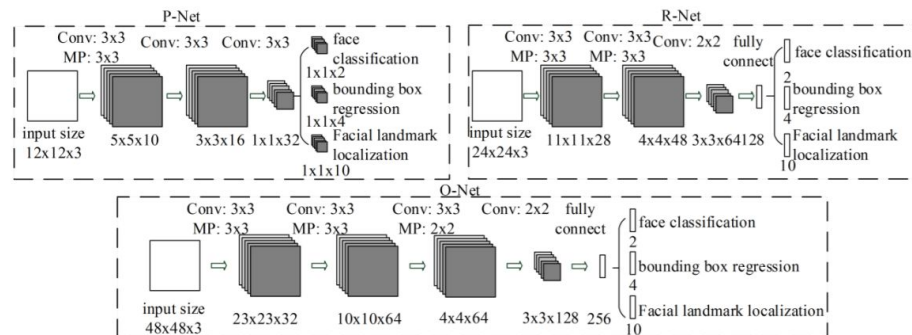 P-Net
Conv: 3x3 Conv: 3x3 Conv: 3x3
MP: 3x3
face
classification
1x1x2
bounding box
regression
1x1x4
Facial landmark
localization
1x1x10
input size
12x12x3
5x5x10
3x3x16
1x1x32
R-Net
Conv: 3x3 Conv: 3x3 Conv: 2x2 fully
MP: 3x3 MP: 3x3 connect
face classification
2
bounding box
regression
4
Facial landmark
localization
10
input size
24x24x3
11x11x28
4x4x48
3x3x64
128
O-Net
Conv: 3x3 Conv: 3x3 Conv: 3x3 Conv: 2x2 fully
MP: 3x3 MP: 3x3 MP: 2x2 connect
face classification
2
bounding box regression
4
Facial landmark localization
10
input size
48x48x3
23x23x32
10x10x64
4x4x64
3x3x128
256